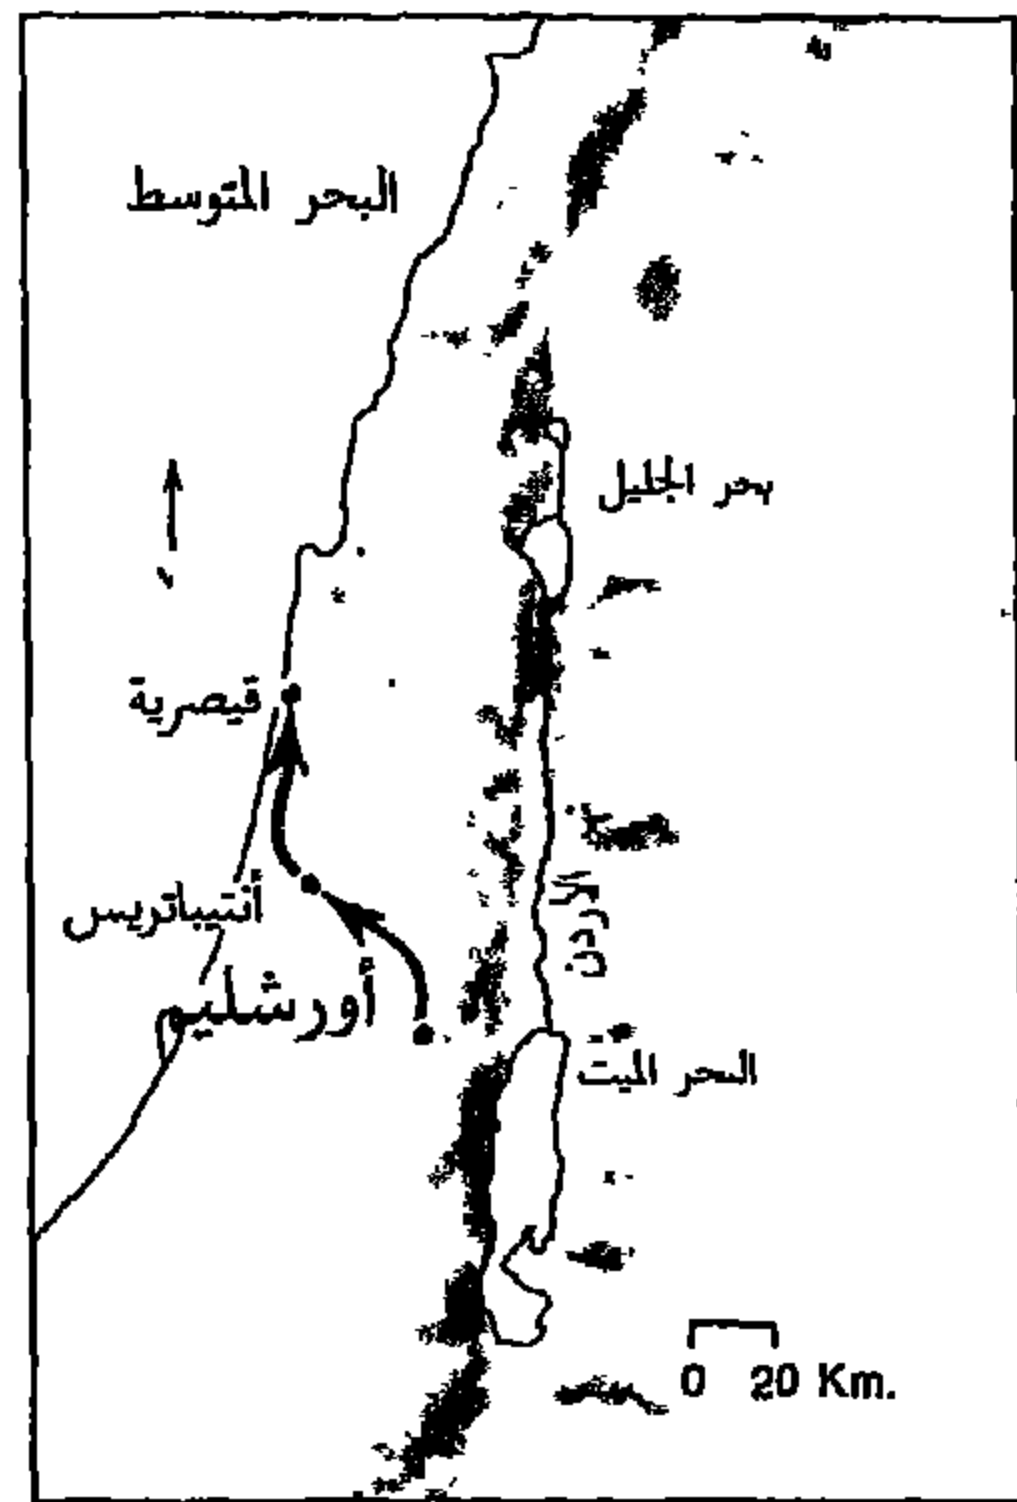 البحر المتوسط
بحر الجليل
قيصرية
الأردن
أنتيباتريس
أورشليم
البحر الميت
0 20 Km.